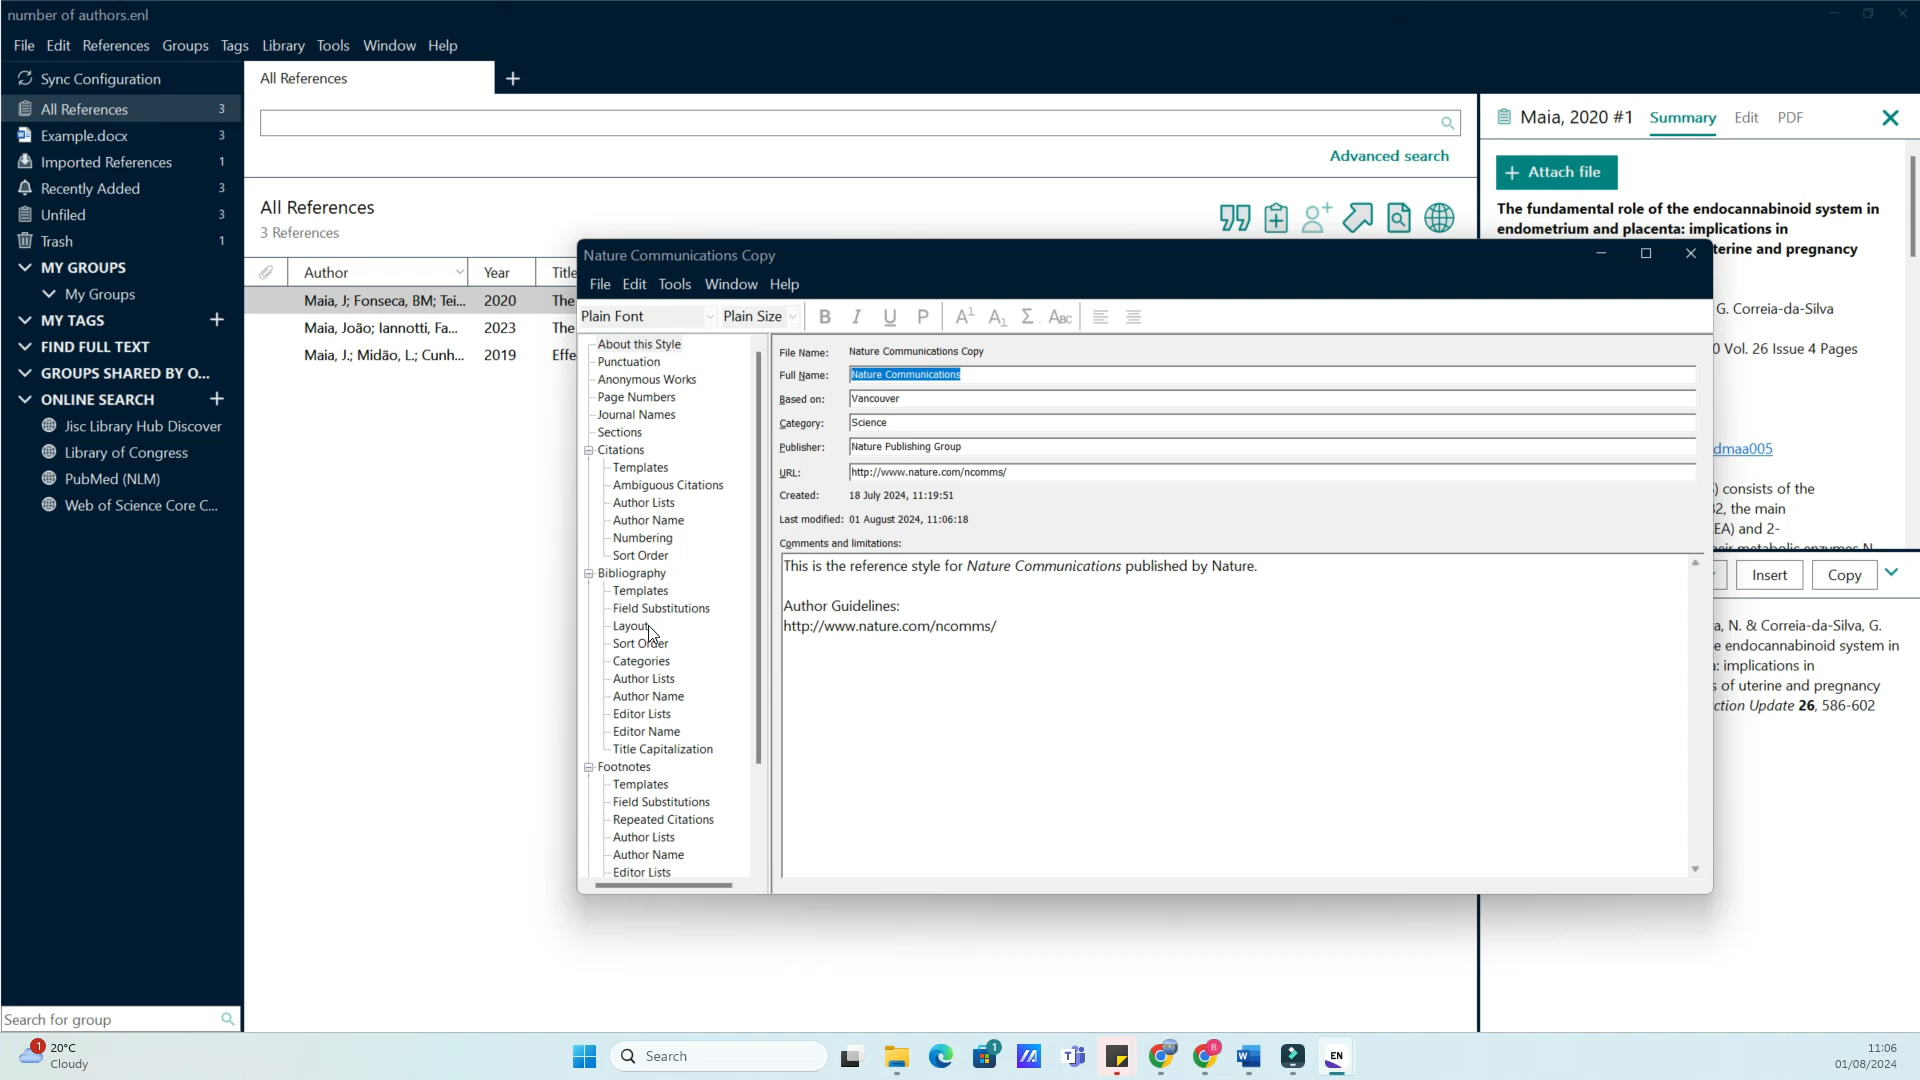 number of authors.enl
File Edit References Groups Tags Library Tools Window Help
Sync Configuration
All References 3
Example.docx 3
Imported References 1
Recently Added 3
Unfiled 3
Trash 1
MY GROUPS
My Groups
MY TAGS
FIND FULL TEXT
GROUPS SHARED BY O...
ONLINE SEARCH
Jisc Library Hub Discover
Library of Congress
PubMed (NLM)
Web of Science Core C...
Search for group
All References
Advanced search
All References
3 References
Author Year Title
Maia, J; Fonseca, BM; Tei... 2020 The
Maia, João; Iannotti, Fa... 2023 The
Maia, J.; Midão, L.; Cunh... 2019 Effe
Nature Communications Copy
File Edit Tools Window Help
Plain Font Plain Size B I U P A1 A1 Σ ABC
About this Style
Punctuation
Anonymous Works
Page Numbers
Journal Names
Sections
Citations
Templates
Ambiguous Citations
Author Lists
Author Name
Numbering
Sort Order
Bibliography
Templates
Field Substitutions
Layout
Sort Order
Categories
Author Lists
Author Name
Editor Lists
Editor Name
Title Capitalization
Footnotes
Templates
Field Substitutions
Repeated Citations
Author Lists
Author Name
Editor Lists
File Name: Nature Communications Copy
Full Name: Nature Communications
Based on: Vancouver
Category: Science
Publisher: Nature Publishing Group
URL: http://www.nature.com/ncomms/
Created: 18 July 2024, 11:19:51
Last modified: 01 August 2024, 11:06:18
Comments and limitations:
This is the reference style for Nature Communications published by Nature.
Author Guidelines:
http://www.nature.com/ncomms/
Maia, 2020 #1 Summary Edit PDF
+ Attach file
The fundamental role of the endocannabinoid system in
endometrium and placenta: implications in
terine and pregnancy
G. Correia-da-Silva
0 Vol. 26 Issue 4 Pages
dmaa005
) consists of the
32, the main
EA) and 2-
eir metabolic enzymes N
Insert Copy
a, N. & Correia-da-Silva, G.
e endocannabinoid system in
: implications in
s of uterine and pregnancy
ction Update 26, 586-602
1
20°C
Cloudy
Search
1
B
EN
11:06
01/08/2024